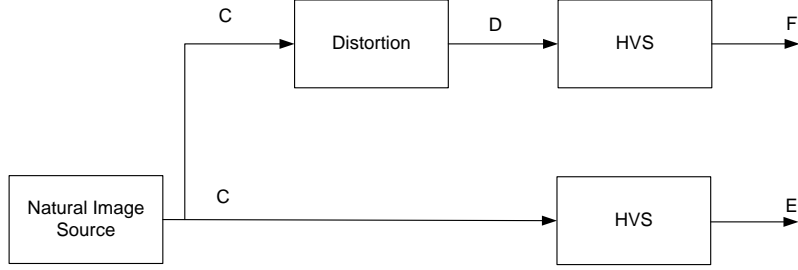 C
Distortion
D
HVS
F
Natural Image
Source
C
HVS
E